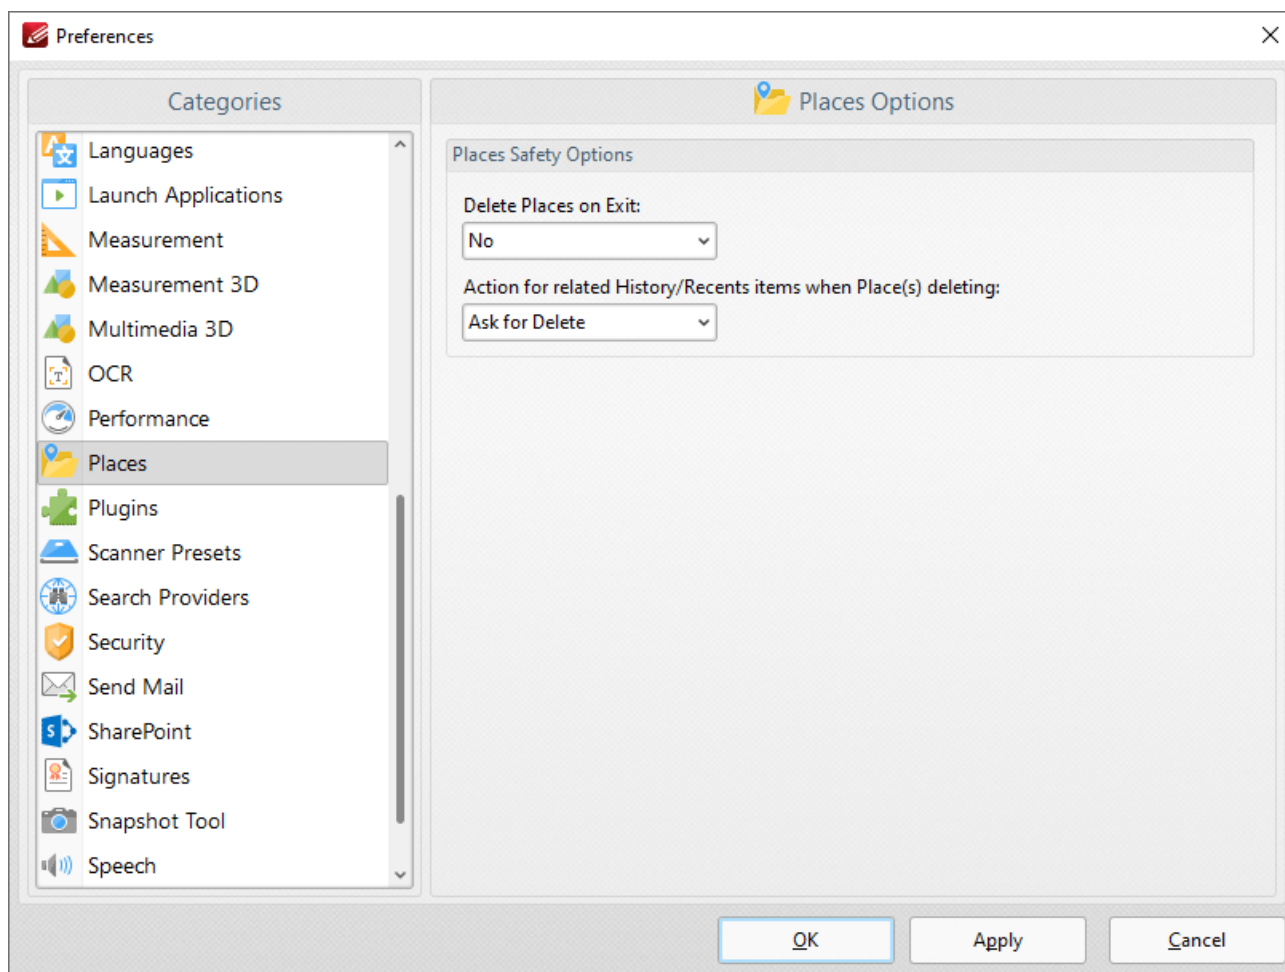 Preferences
Categories
Languages
Launch Applications
Measurement
Measurement 3D
Multimedia 3D
OCR
Performance
Places
Plugins
Scanner Presets
Search Providers
Security
Send Mail
SharePoint
Signatures
Snapshot Tool
Speech
Places Options
Places Safety Options
Delete Places on Exit:
No
Action for related History/Recents items when Place(s) deleting:
Ask for Delete
OK
Apply
Cancel